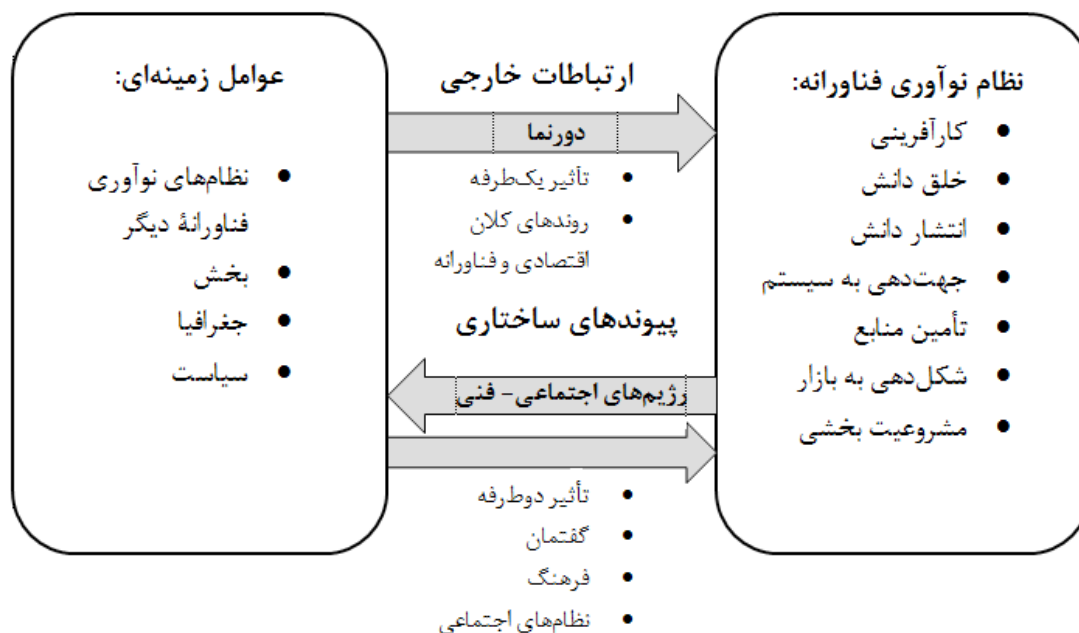 نظام نوآوری فناورانه:
کارآفرینی
خلق دانش
انتشار دانش
جهت‌دهی به سیستم
تأمین منابع
شکل‌دهی به بازار
مشروعیت بخشی
ارتباطات خارجی
دورنما
تأثیر یک‌طرفه
روندهای کلان
اقتصادی و فناورانه
پیوندهای ساختاری
رژیم‌های اجتماعی- فنی
تأثیر دوطرفه
گفتمان
فرهنگ
نظام‌های اجتماعی
عوامل زمینه‌ای:
نظام‌های نوآوری
فناورانهٔ دیگر
بخش
جغرافیا
سیاست